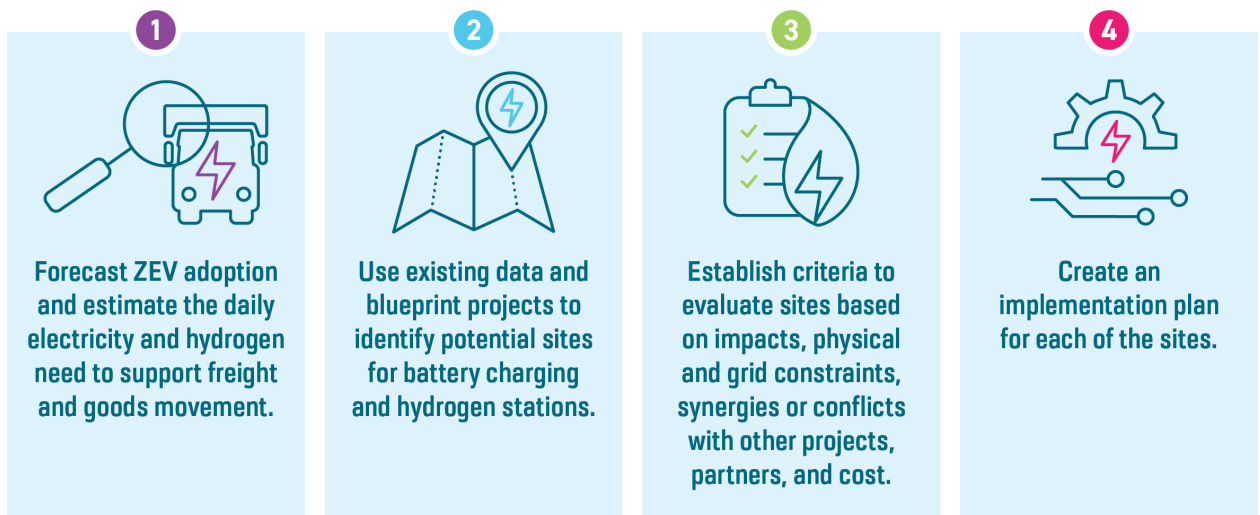 1
Forecast ZEV adoption
and estimate the daily
electricity and hydrogen
need to support freight
and goods movement.
2
Use existing data and
blueprint projects to
identify potential sites
for battery charging
and hydrogen stations.
3
Establish criteria to
evaluate sites based
on impacts, physical
and grid constraints,
synergies or conflicts
with other projects,
partners, and cost.
4
Create an
implementation plan
for each of the sites.